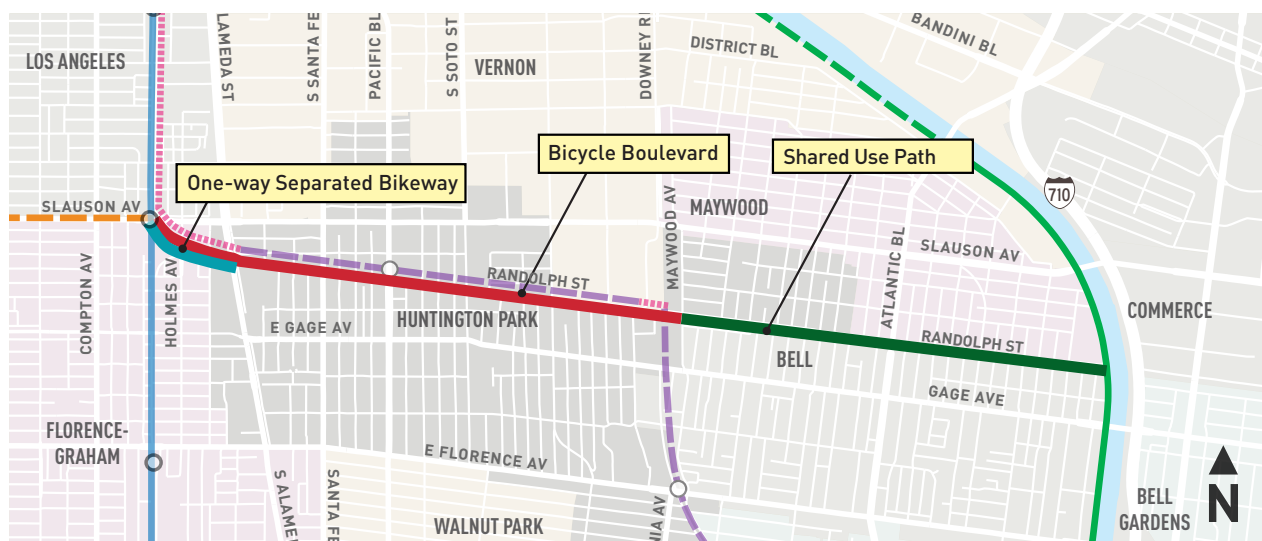 LOS ANGELES
LAMEDA ST
S SANTA FE
PACIFIC BL
S SOTO ST
VERNON
DOWNEY R
DISTRICT BL
BANDINI BL
One-way Separated Bikeway
Bicycle Boulevard
Shared Use Path
710
SLAUSON AV
MAYWOOD AV
MAYWOOD
SLAUSON AV
COMPTON AV
HOLMES AV
RANDOLPH ST
ATLANTIC BL
COMMERCE
E GAGE AV
HUNTINGTON PARK
RANDOLPH ST
BELL
GAGE AVE
FLORENCE-
GRAHAM
E FLORENCE AV
S ALAME
SANTA FE
WALNUT PARK
NIA AV
BELL
GARDENS
N